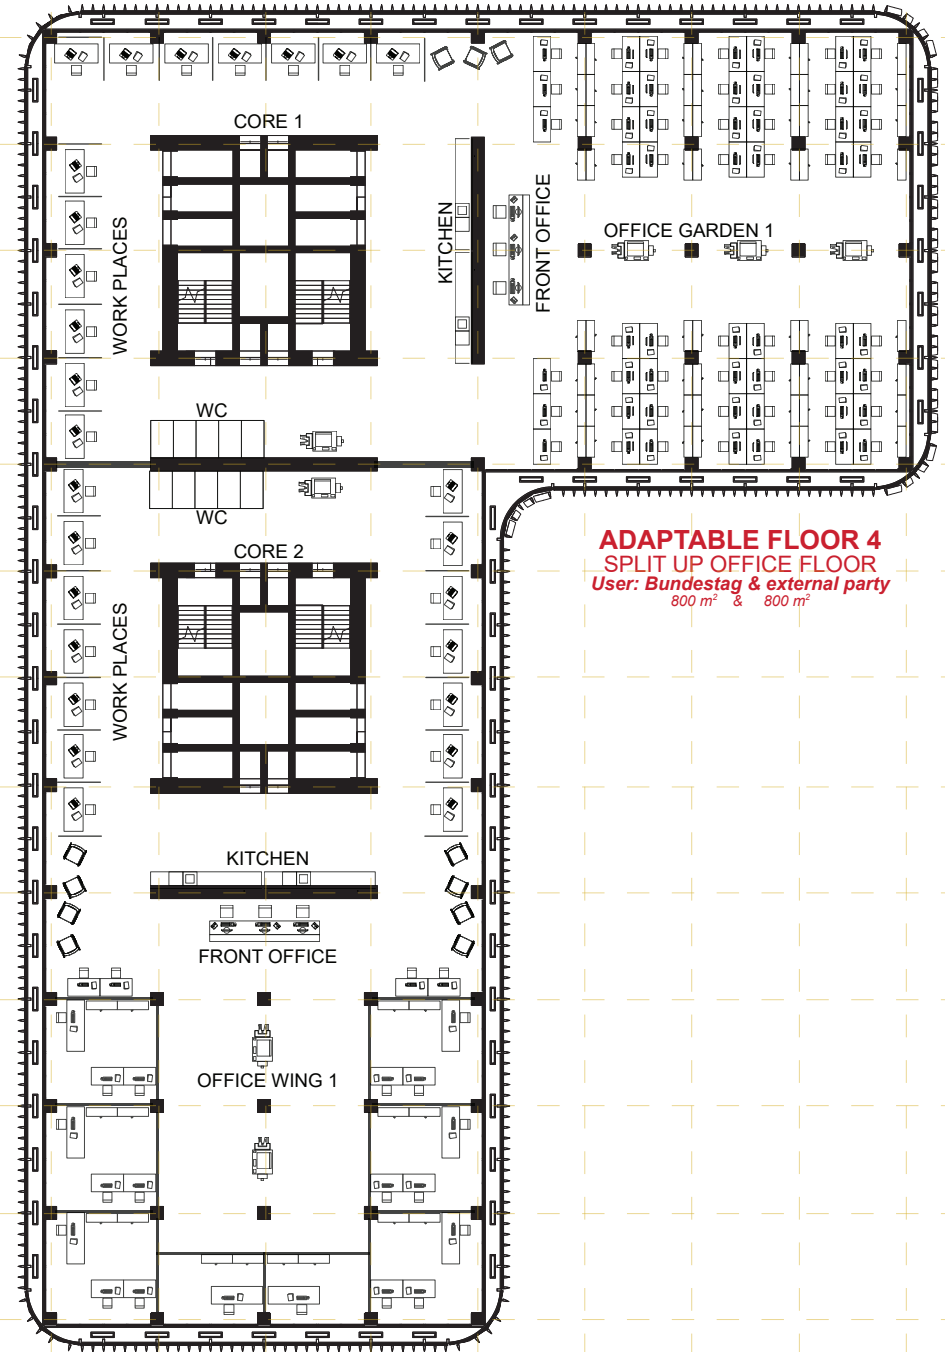 CORE 1
WORK PLACES
KITCHEN
FRONT OFFICE
OFFICE GARDEN 1
WC
WC
CORE 2
ADAPTABLE FLOOR 4
SPLIT UP OFFICE FLOOR
User: Bundestag & external party
800 m² & 800 m²
WORK PLACES
KITCHEN
FRONT OFFICE
OFFICE WING 1